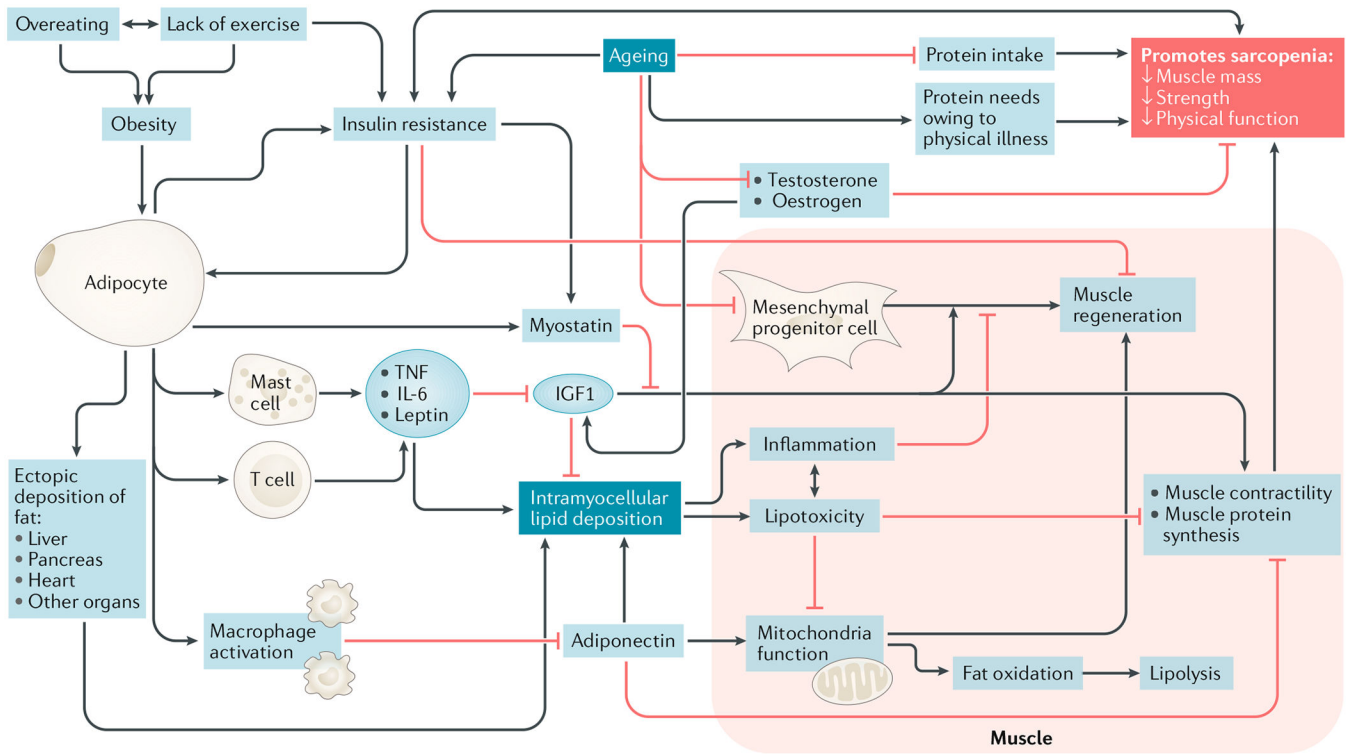 Overeating
Lack of exercise
Ageing
Protein intake
Promotes sarcopenia:
↓ Muscle mass
↓ Strength
↓ Physical function
Obesity
Insulin resistance
Protein needs
owing to
physical illness
• Testosterone
• Oestrogen
Adipocyte
Mesenchymal
progenitor cell
Muscle
regeneration
Myostatin
Mast
cell
• TNF
• IL-6
• Leptin
IGF1
Inflammation
T cell
Ectopic
deposition of
fat:
• Liver
• Pancreas
• Heart
• Other organs
Intramyocellular
lipid deposition
Lipotoxicity
• Muscle contractility
• Muscle protein
synthesis
Macrophage
activation
Adiponectin
Mitochondria
function
Fat oxidation
Lipolysis
Muscle